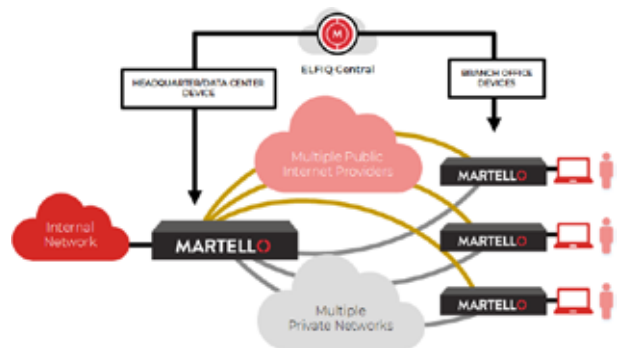 M
ELFIQ Central
HEADQUARTER/DATA CENTER
DEVICE
BRANCH OFFICE
DEVICES
Multiple Public
Internet Providers
MARTELLO
Internal
Network
MARTELLO
MARTELLO
Multiple
Private Networks
MARTELLO